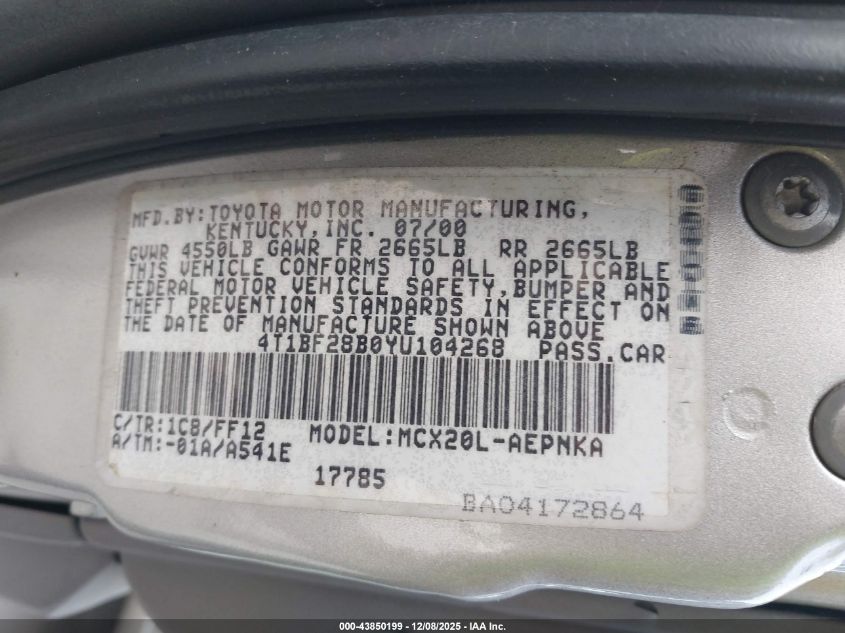 MFD.BY:TOYOTA MOTOR MANUFACTURING,
KENTUCKY,INC. 07/00
GVWR 4550LB GAWR FR 2665LB RR 2665LB
THIS VEHICLE CONFORMS TO ALL APPLICABLE
FEDERAL MOTOR VEHICLE SAFETY,BUMPER AND
THEFT PREVENTION STANDARDS IN EFFECT ON
THE DATE OF MANUFACTURE SHOWN ABOVE
4T1BF28B0YU104268 PASS.CAR
C/TR:1C8/FF12 MODEL:MCX20L-AEPNKA
A/TM:-01A/A541E
17785
BA04172864
000-43850199 - 12/08/2025 - IAA Inc.